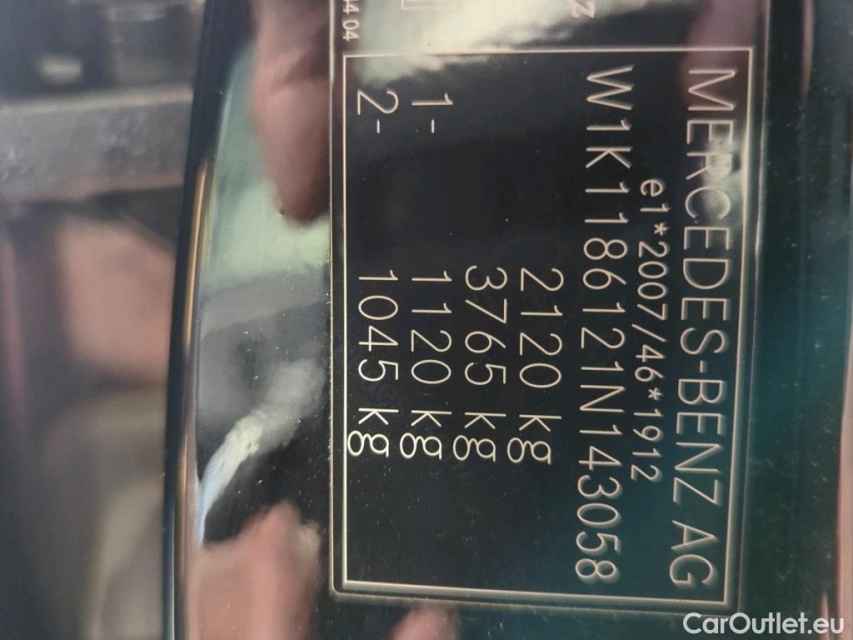 MERCEDES-BENZ AG
e1*2007/46*1912
W1K1186121N143058
2120 kg
3765 kg
1- 1120 kg
2- 1045 kg
CarOutlet.eu